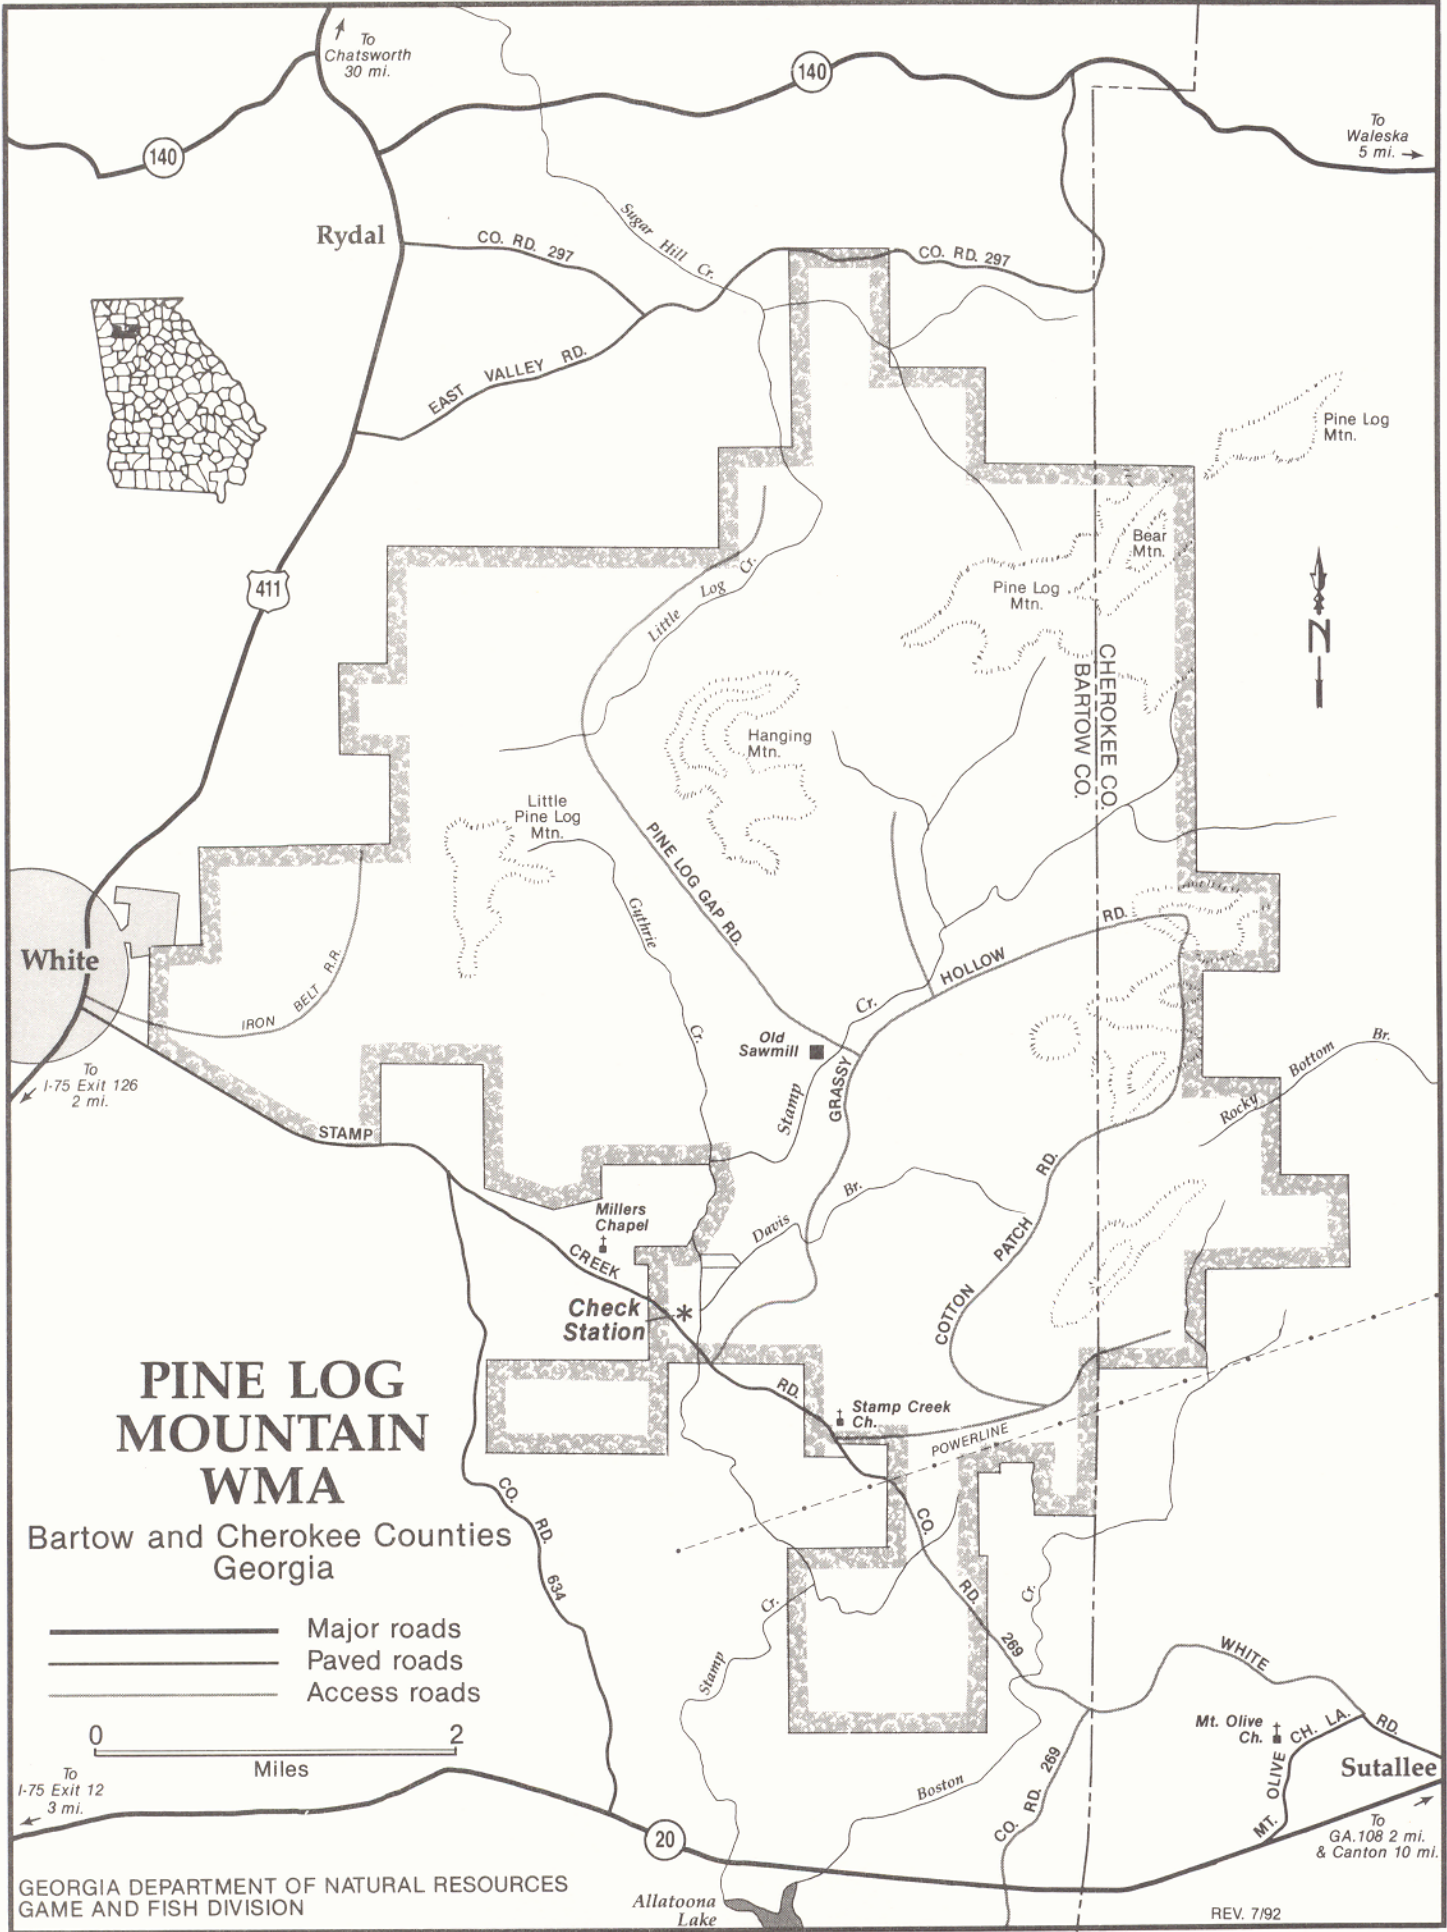 To
Chatsworth
30 mi.
140
140
To
Waleska
5 mi.
Rydal
CO. RD. 297
Sugar Hill Cr.
CO. RD. 297
EAST VALLEY RD.
Pine Log
Mtn.
Bear
Mtn.
Pine Log
Mtn.
411
Little Log Cr.
N
CHEROKEE CO.
BARTOW CO.
Hanging
Mtn.
Little
Pine Log
Mtn.
PINE LOG GAP RD.
Guthrie Cr.
White
IRON BELT R.R.
GRASSY HOLLOW RD.
Stamp Cr.
Old
Sawmill
Rocky Bottom Br.
To
I-75 Exit 126
2 mi.
STAMP CREEK RD.
Millers
Chapel
Davis Br.
COTTON PATCH RD.
Check
Station
Stamp Creek
Ch.
POWERLINE
PINE LOG
MOUNTAIN
WMA
Bartow and Cherokee Counties
Georgia
CO. RD. 634
CO. RD. 269
Stamp Cr.
Boston Cr.
WHITE RD.
Mt. Olive
Ch.
MT. OLIVE CH. LA.
Sutallee
CO. RD. 269
Major roads
Paved roads
Access roads
0 2
Miles
To
I-75 Exit 12
3 mi.
20
To
GA.108 2 mi.
& Canton 10 mi.
Allatoona
Lake
GEORGIA DEPARTMENT OF NATURAL RESOURCES
GAME AND FISH DIVISION
REV. 7/92